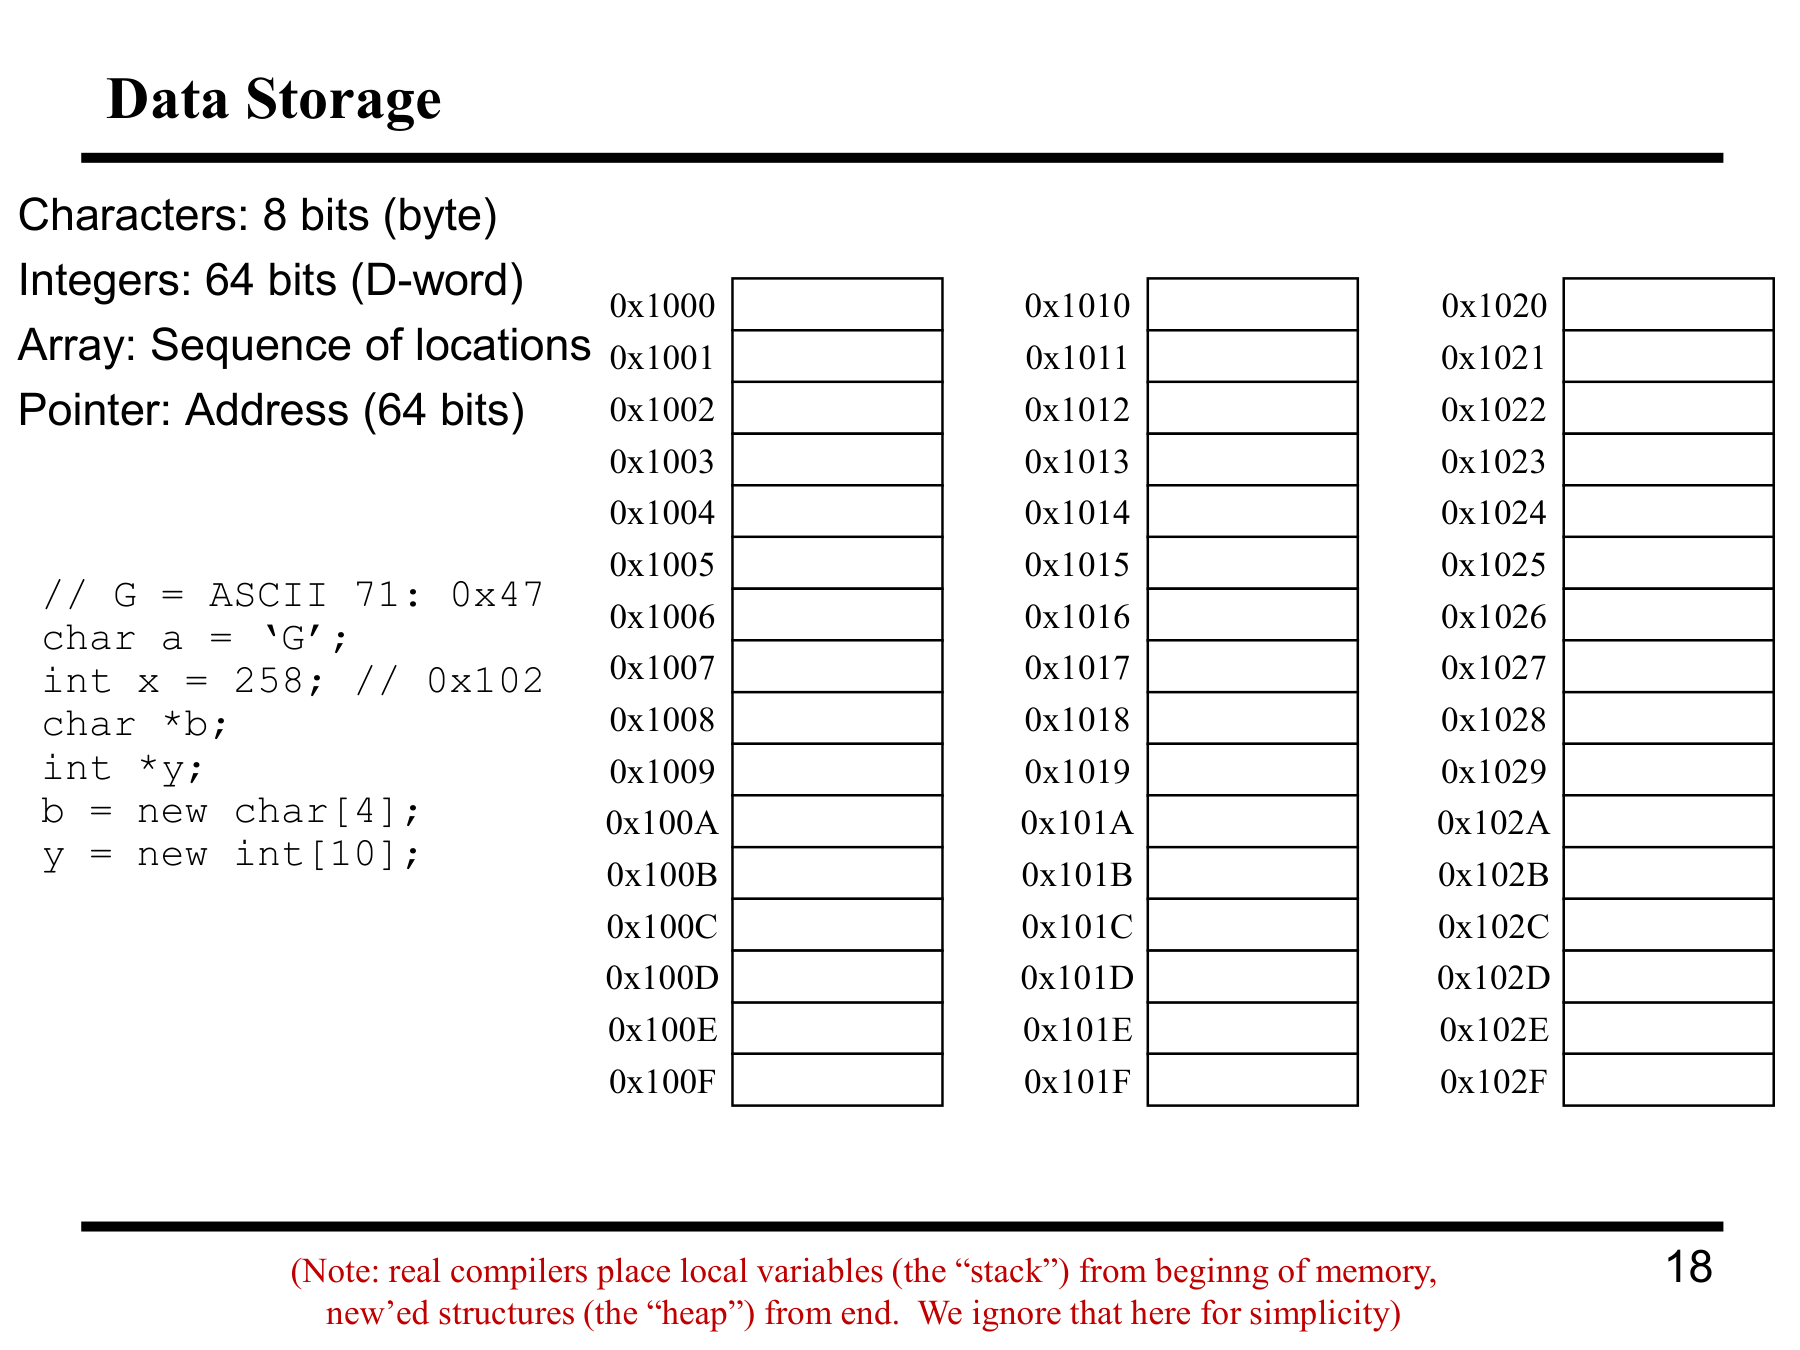 Data Storage
Characters: 8 bits (byte)
Integers: 64 bits (D-word)
Array: Sequence of locations
Pointer: Address (64 bits)
// G = ASCII 71: 0x47
char a = ‘G’;
int x = 258; // 0x102
char *b;
int *y;
b = new char[4];
y = new int[10];
0x1000
0x1001
0x1002
0x1003
0x1004
0x1005
0x1006
0x1007
0x1008
0x1009
0x100A
0x100B
0x100C
0x100D
0x100E
0x100F
0x1010
0x1011
0x1012
0x1013
0x1014
0x1015
0x1016
0x1017
0x1018
0x1019
0x101A
0x101B
0x101C
0x101D
0x101E
0x101F
0x1020
0x1021
0x1022
0x1023
0x1024
0x1025
0x1026
0x1027
0x1028
0x1029
0x102A
0x102B
0x102C
0x102D
0x102E
0x102F
(Note: real compilers place local variables (the “stack”) from beginng of memory,
new’ed structures (the “heap”) from end.  We ignore that here for simplicity)
18